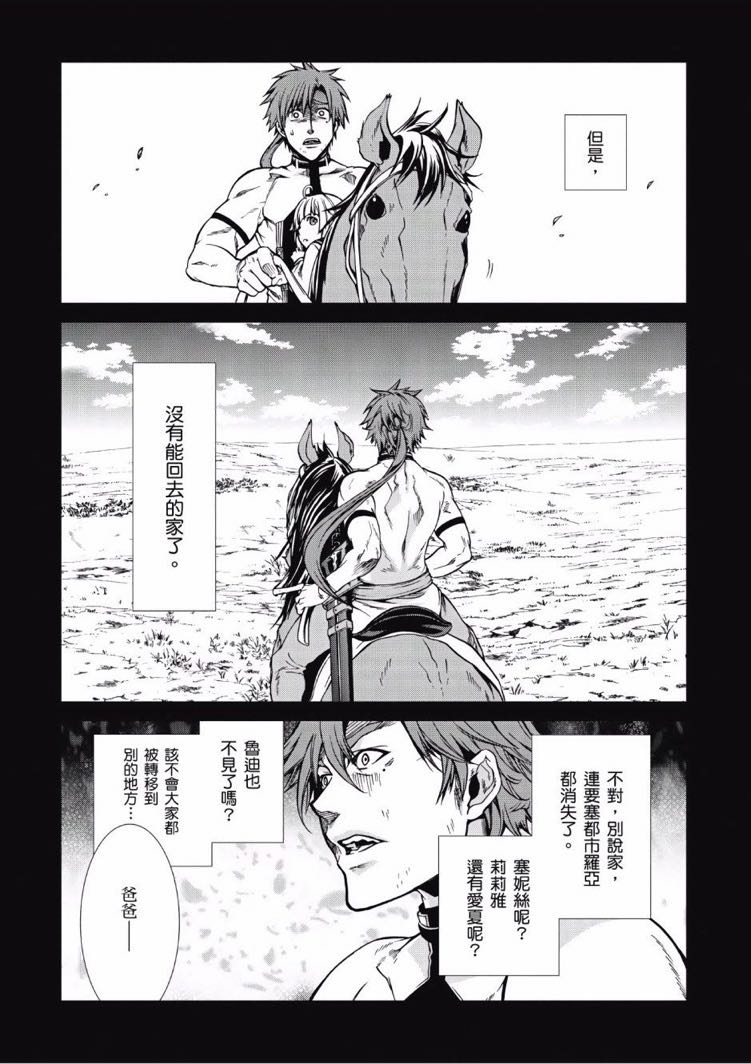 但是，
沒有能回去的家了。
不對，別說家，
連要塞都市羅亞
都消失了。
塞妮絲呢？
莉莉雅
還有愛夏呢？
魯迪也
不見了嗎？
該不會大家都
被轉移到
別的地方…
爸爸——